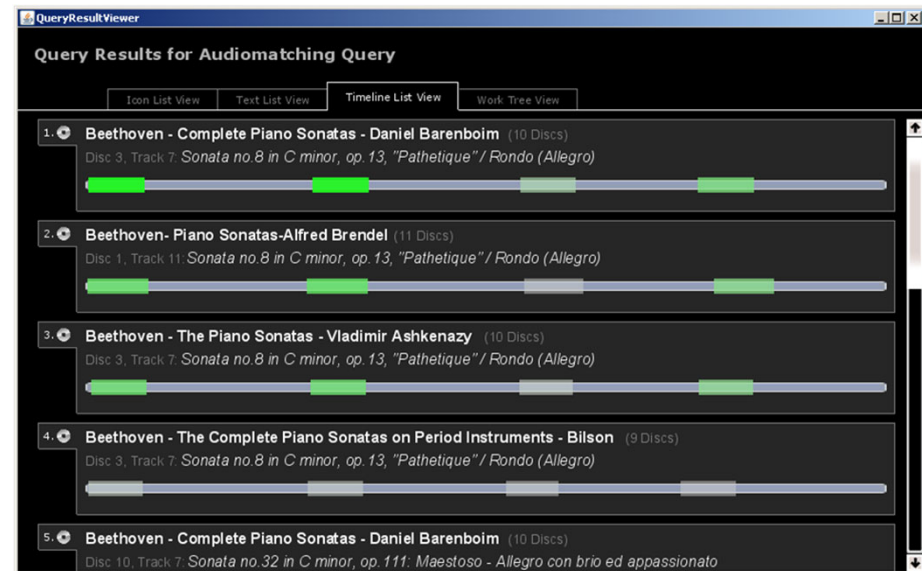 QueryResultViewer
Query Results for Audiomatching Query
Icon List View Text List View Timeline List View Work Tree View
1. Beethoven - Complete Piano Sonatas - Daniel Barenboim (10 Discs)
Disc 3, Track 7: Sonata no.8 in C minor, op.13, "Pathetique" / Rondo (Allegro)
2. Beethoven- Piano Sonatas-Alfred Brendel (11 Discs)
Disc 1, Track 11: Sonata no.8 in C minor, op.13, "Pathetique" / Rondo (Allegro)
3. Beethoven - The Piano Sonatas - Vladimir Ashkenazy (10 Discs)
Disc 3, Track 7: Sonata no.8 in C minor, op.13, "Pathetique" / Rondo (Allegro)
4. Beethoven - The Complete Piano Sonatas on Period Instruments - Bilson (9 Discs)
Disc 3, Track 7: Sonata no.8 in C minor, op.13, "Pathetique" / Rondo (Allegro)
5. Beethoven - Complete Piano Sonatas - Daniel Barenboim (10 Discs)
Disc 10, Track 7: Sonata no.32 in C minor, op.111: Maestoso - Allegro con brio ed appassionato